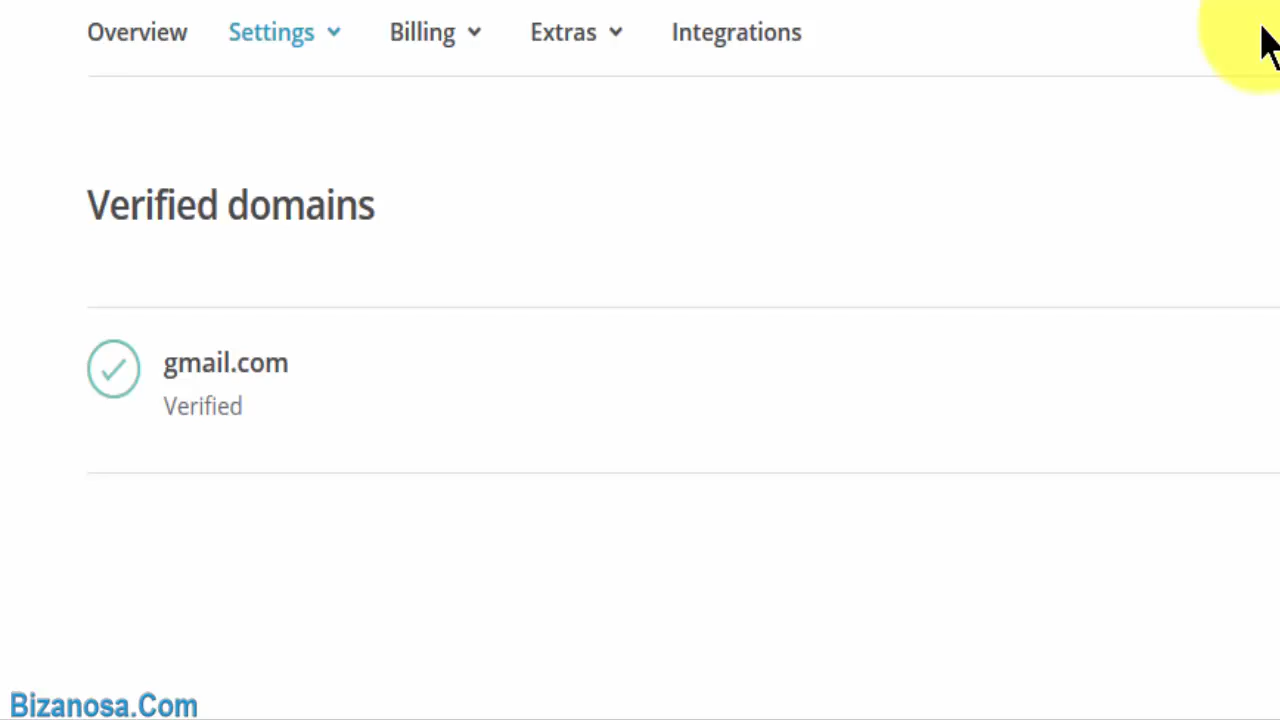 Overview Settings Billing Extras Integrations
Verified domains
gmail.com
Verified
Bizanosa.Com